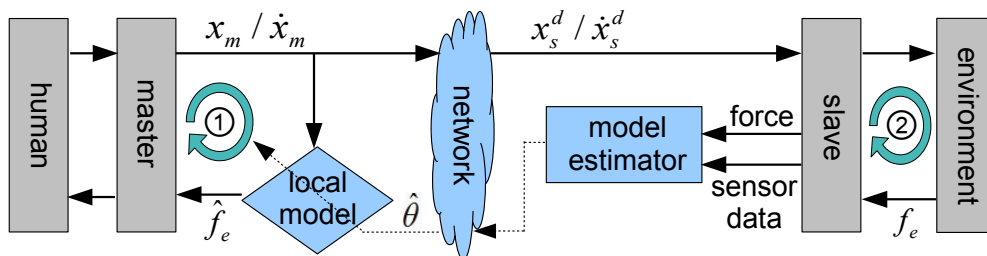 human
master
x_m / ẋ_m
①
local
model
f̂_e
θ̂
network
x_s^d / ẋ_s^d
model
estimator
force
sensor
data
slave
②
f_e
environment